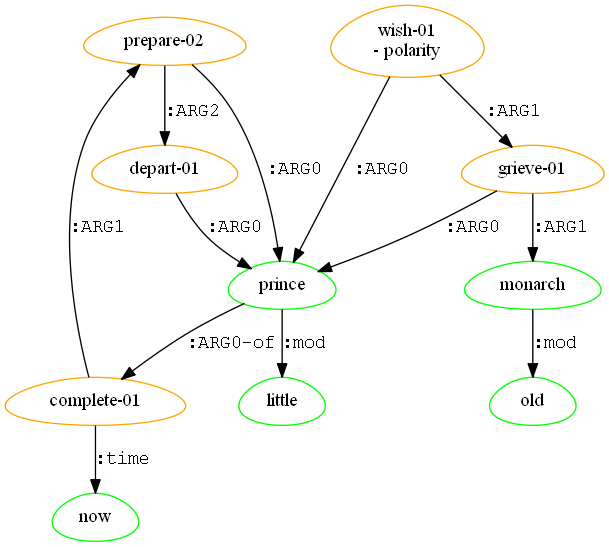 prepare-02
wish-01
- polarity
:ARG2
:ARG1
depart-01
:ARG0
:ARG0
grieve-01
:ARG1
:ARG0
:ARG0
:ARG1
prince
monarch
:ARG0-of
:mod
:mod
complete-01
little
old
:time
now